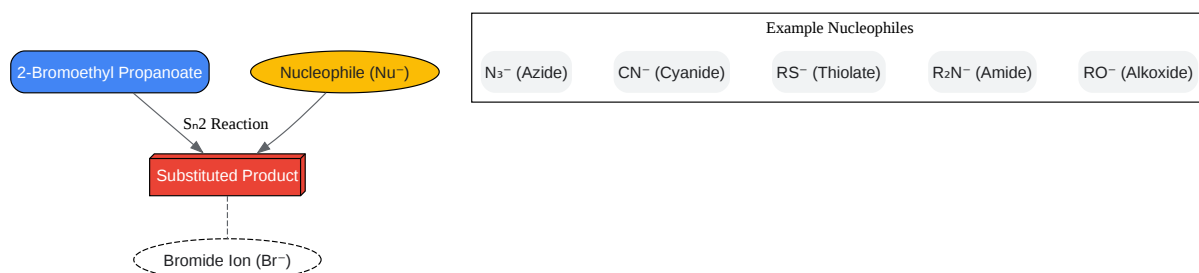 Example Nucleophiles
2-Bromoethyl Propanoate
Nucleophile (Nu⁻)
N₃⁻ (Azide)
CN⁻ (Cyanide)
RS⁻ (Thiolate)
R₂N⁻ (Amide)
RO⁻ (Alkoxide)
Sₙ2 Reaction
Substituted Product
Bromide Ion (Br⁻)